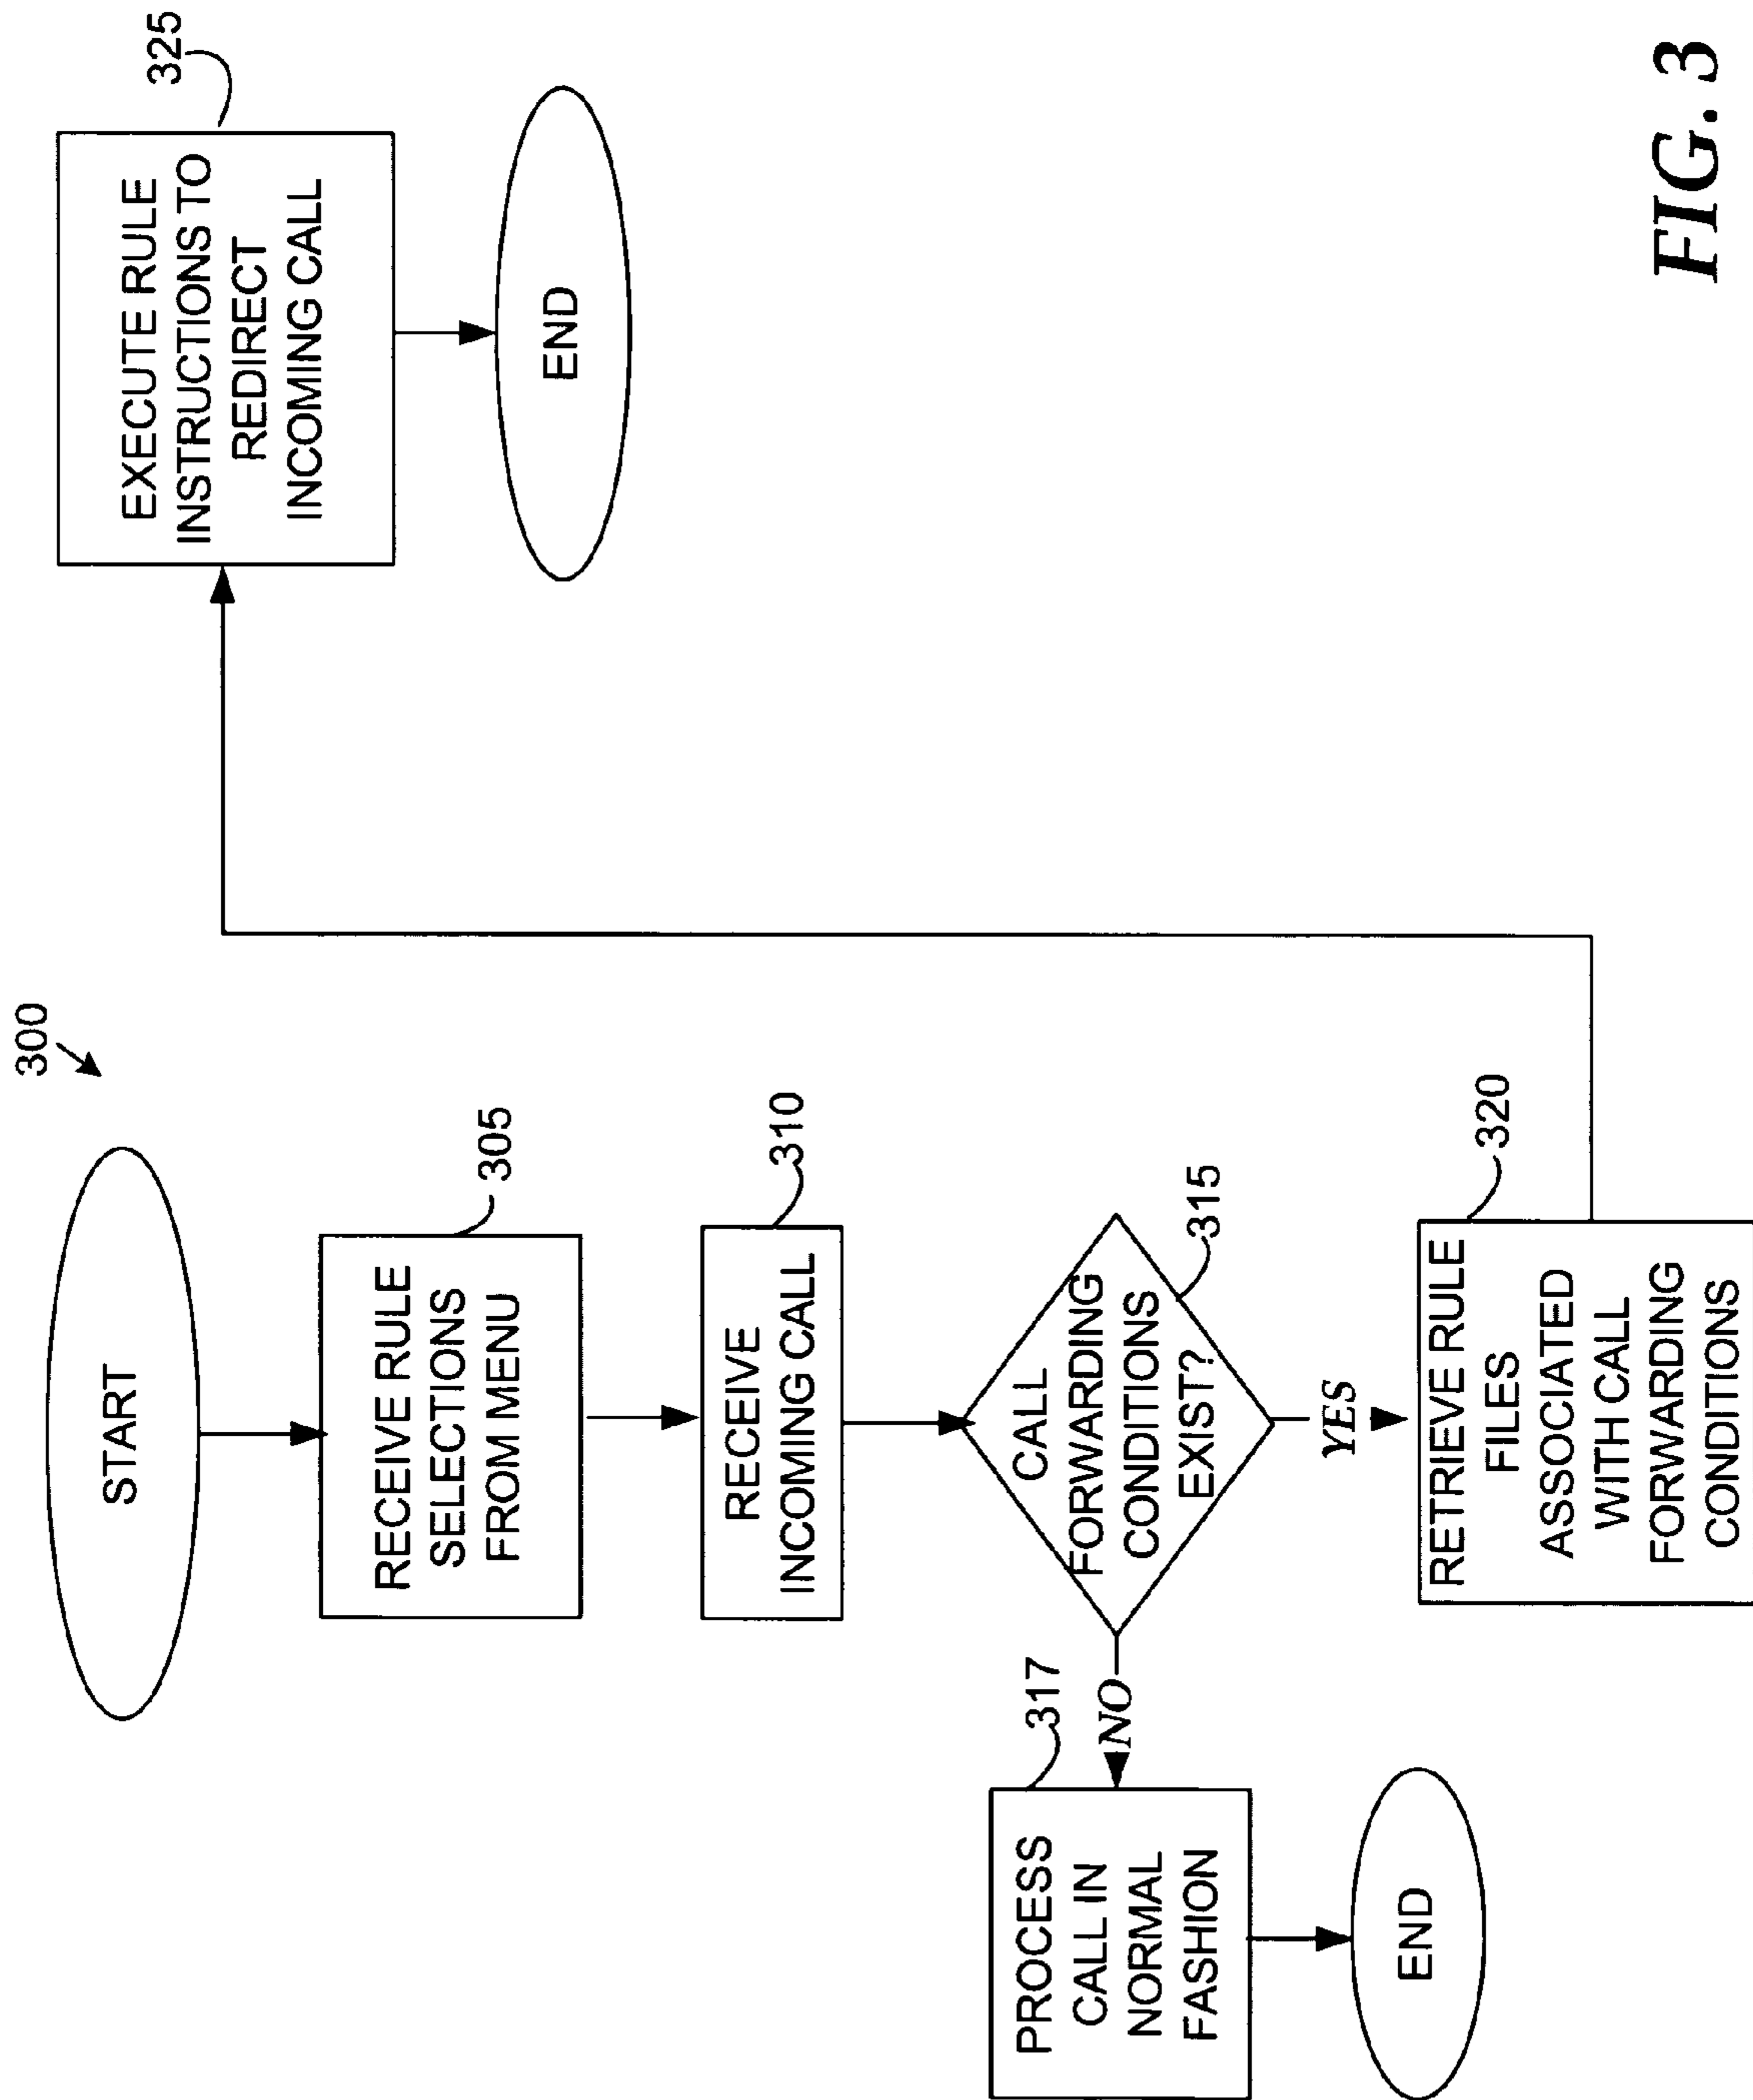 300
START
RECEIVE RULE
SELECTIONS
FROM MENU
305
RECEIVE
INCOMING CALL
310
CALL
FORWARDING
CONDITIONS
EXIST?
315
NO
317
PROCESS
CALL IN
NORMAL
FASHION
END
YES
320
RETRIEVE RULE
FILES
ASSOCIATED
WITH CALL
FORWARDING
CONDITIONS
325
EXECUTE RULE
INSTRUCTIONS TO
REDIRECT
INCOMING CALL
END
FIG. 3